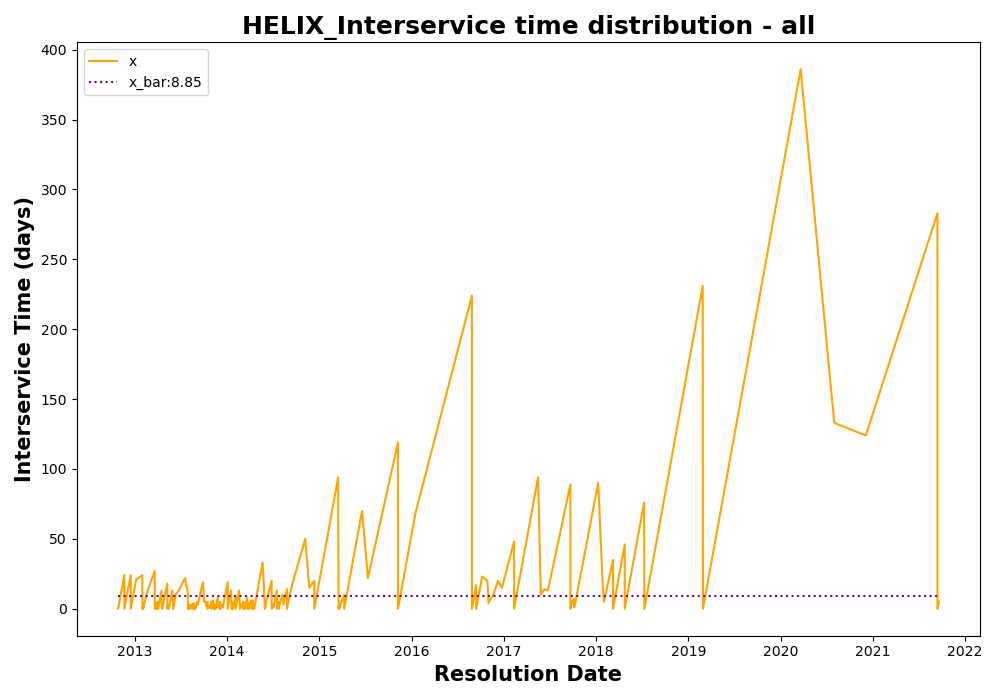 HELIX_Interservice time distribution - all
x
x_bar:8.85
Interservice Time (days)
400
350
300
250
200
150
100
50
0
2013 2014 2015 2016 2017 2018 2019 2020 2021 2022
Resolution Date